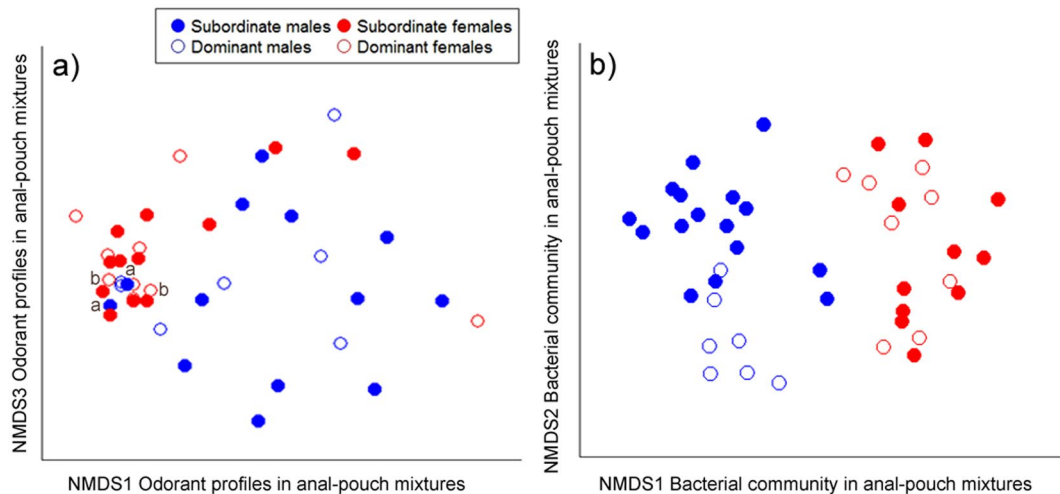 Subordinate males Subordinate females
Dominant males Dominant females
a)
b)
NMDS3 Odorant profiles in anal-pouch mixtures
a
b
b
a
NMDS1 Odorant profiles in anal-pouch mixtures
NMDS2 Bacterial community in anal-pouch mixtures
NMDS1 Bacterial community in anal-pouch mixtures